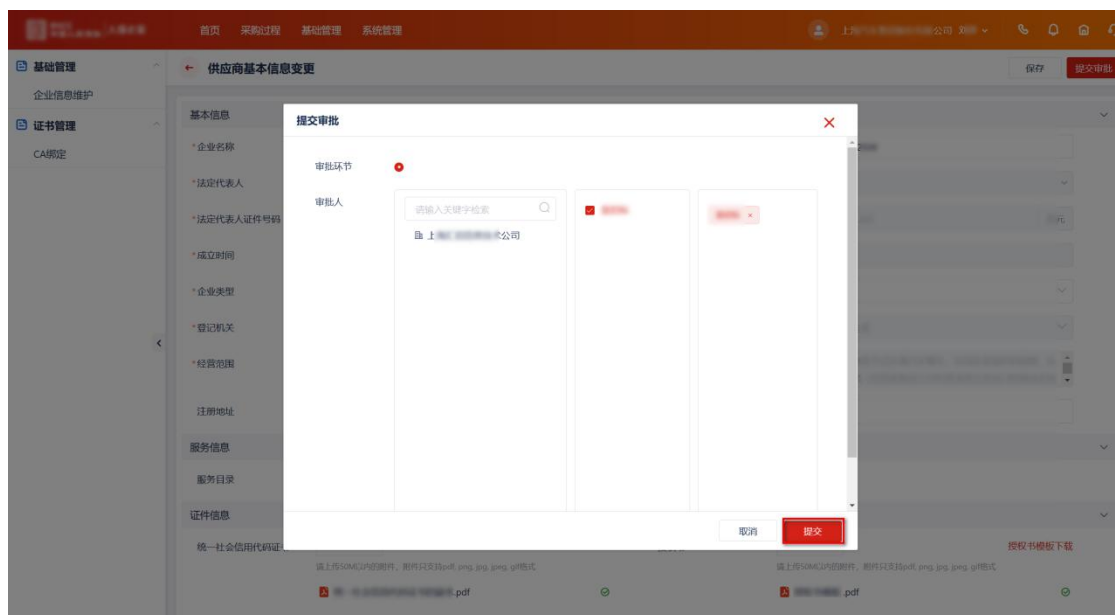 首页 采购过程 基础管理 系统管理 上 公司 刘
基础管理
企业信息维护
证书管理
CA绑定
← 供应商基本信息变更 保存 提交审批
基本信息
*企业名称
*法定代表人
*法定代表人证件号码
*成立时间
*企业类型
*登记机关
*经营范围
注册地址
服务信息
服务目录
证件信息
统一社会信用代码证
提交审批
审批环节
审批人
请输入关键字检索
上 公司
取消 提交
授权书模板下载
请上传50M以内的附件，附件只支持pdf, png, jpg, jpeg, gif格式 请上传50M以内的附件，附件只支持pdf, png, jpg, jpeg, gif格式
.pdf .pdf